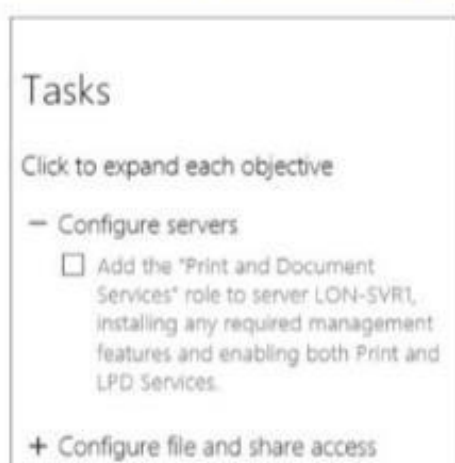 Tasks
Click to expand each objective
– Configure servers
Add the "Print and Document
Services" role to server LON-SVR1,
installing any required management
features and enabling both Print and
LPD Services.
+ Configure file and share access